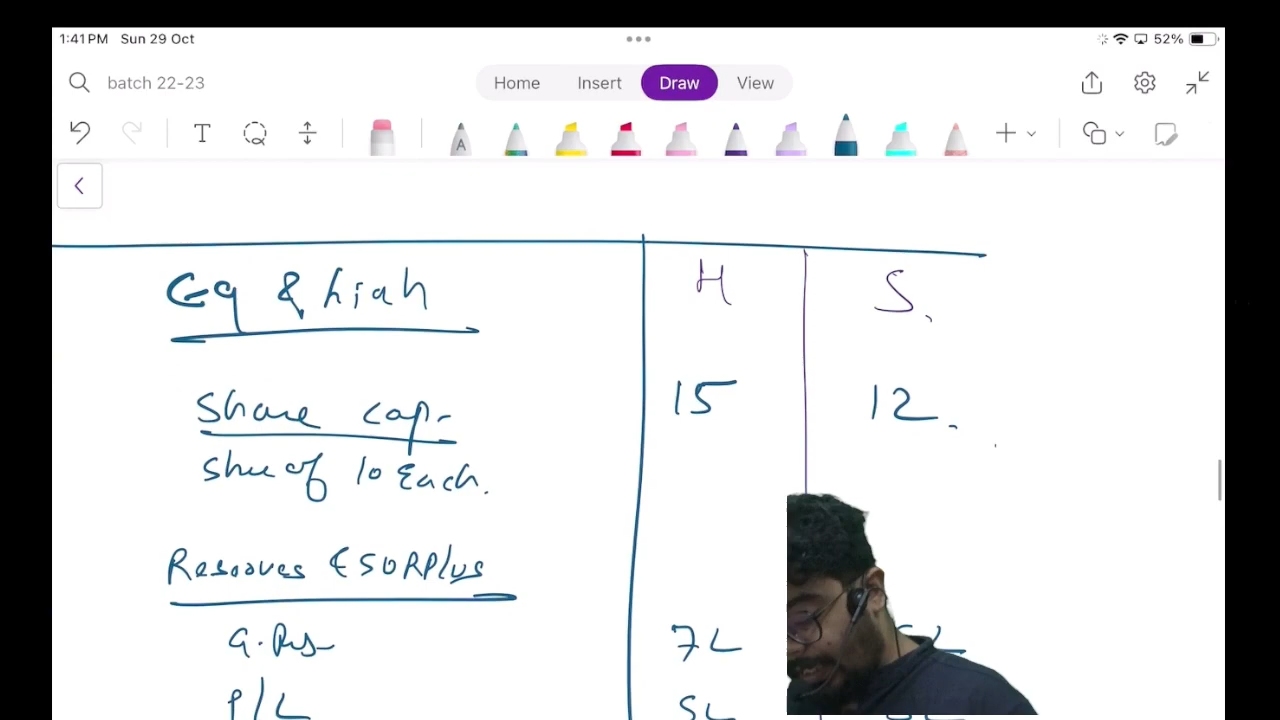 1:41 PM Sun 29 Oct 52%
batch 22-23 Home Insert Draw View
T A
Eq & Liab H S.
Share cap- 15 12.
Share of 10 Each.
Reserves & SURPlus
G. Res 7L
P/L 5L